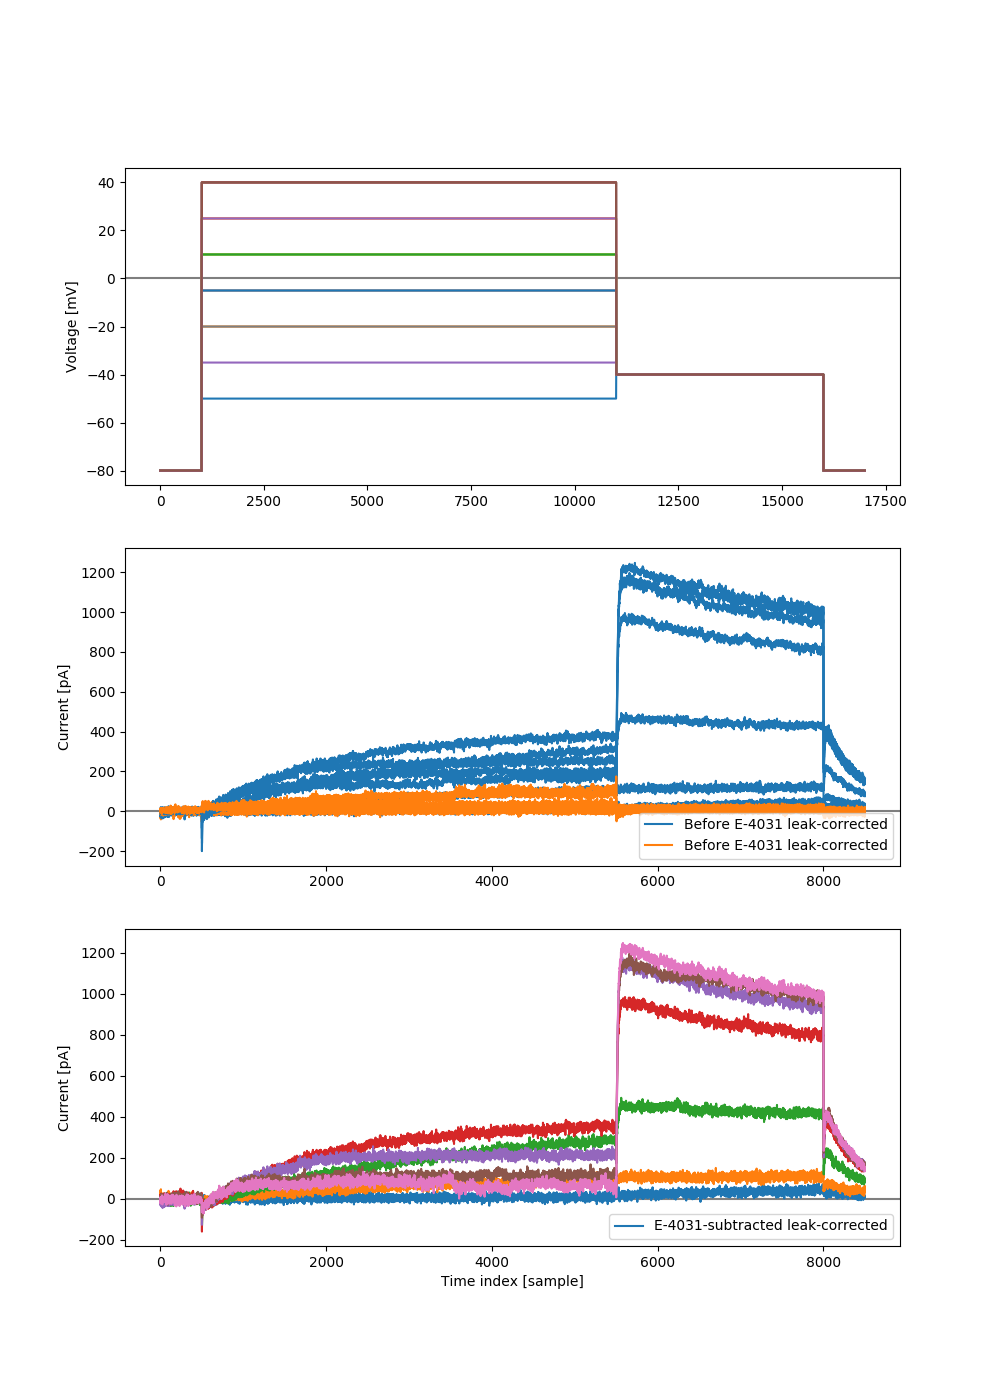 40
20
0
−20
−40
−60
−80
Voltage [mV]
0 2500 5000 7500 10000 12500 15000 17500
1200
1000
800
600
400
200
0
−200
Current [pA]
Before E-4031 leak-corrected
Before E-4031 leak-corrected
0 2000 4000 6000 8000
1200
1000
800
600
400
200
0
−200
Current [pA]
E-4031-subtracted leak-corrected
0 2000 4000 6000 8000
Time index [sample]